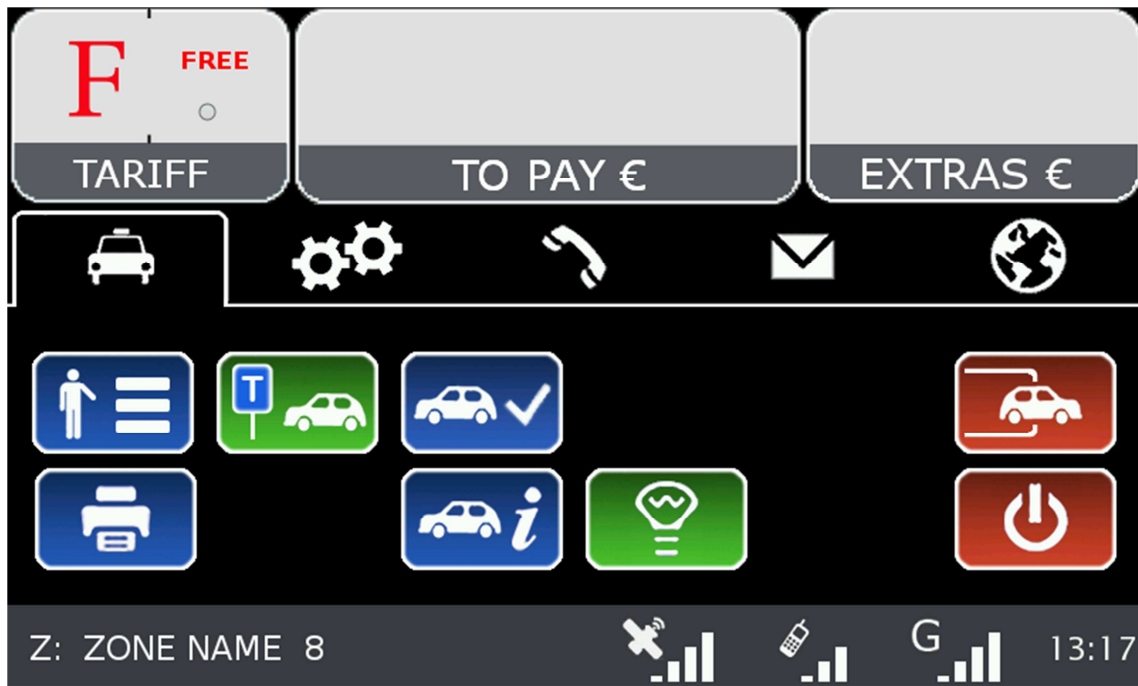 F FREE
TARIFF TO PAY € EXTRAS €
T
i
Z: ZONE NAME 8 G 13:17